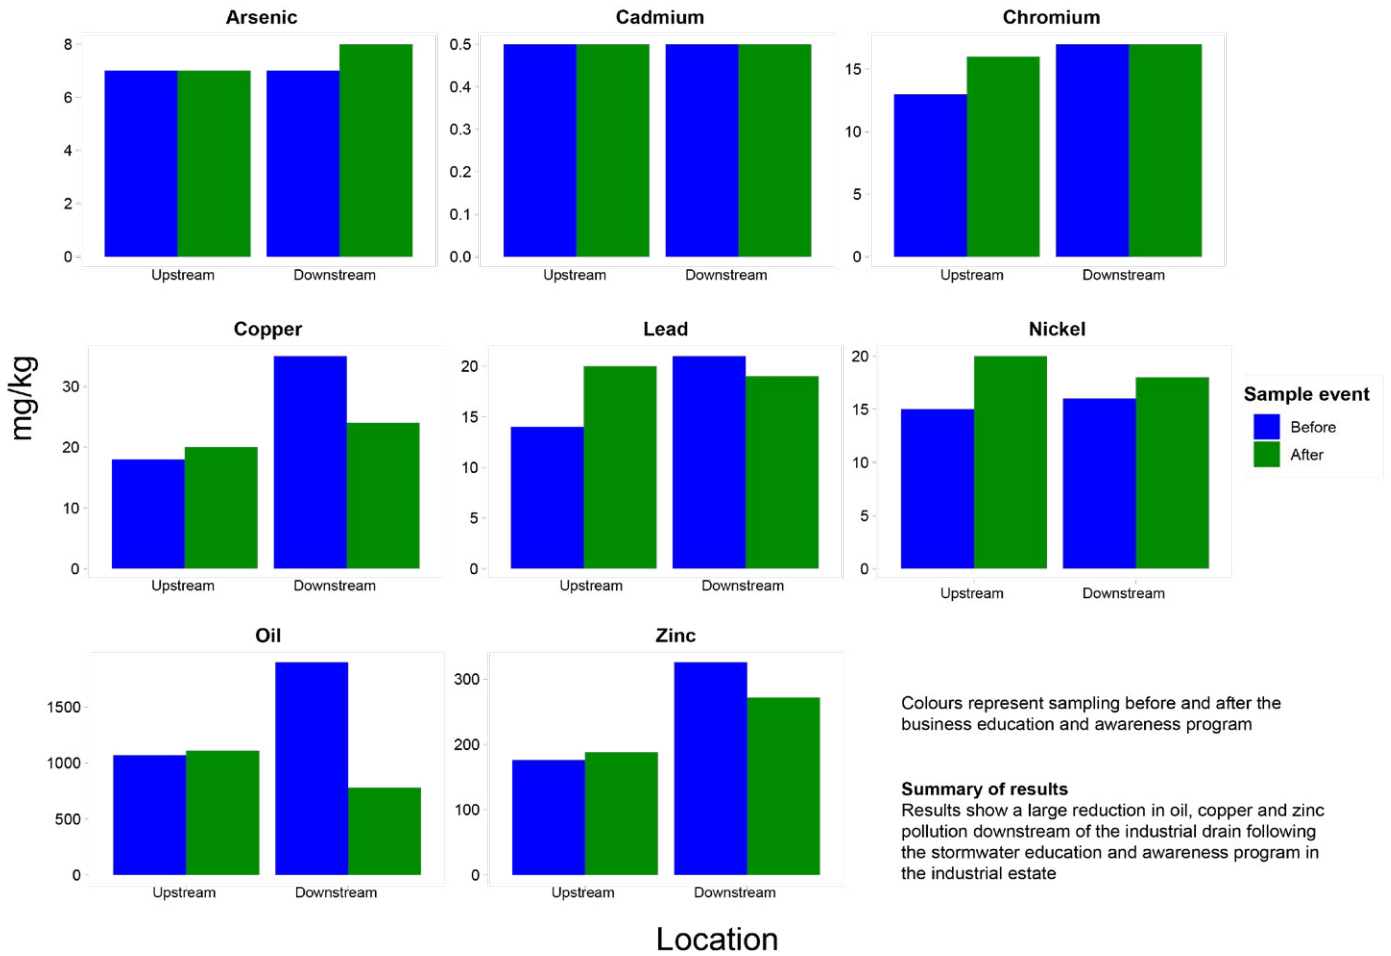 Arsenic
Cadmium
Chromium
8
6
4
2
0
Upstream
Downstream
0.5
0.4
0.3
0.2
0.1
0.0
Upstream
Downstream
15
10
5
0
Upstream
Downstream
mg/kg
Copper
Lead
Nickel
30
20
10
0
Upstream
Downstream
20
15
10
5
0
Upstream
Downstream
20
15
10
5
0
Upstream
Downstream
Sample event
Before
After
Oil
Zinc
1500
1000
500
0
Upstream
Downstream
300
200
100
0
Upstream
Downstream
Colours represent sampling before and after the
business education and awareness program
Summary of results
Results show a large reduction in oil, copper and zinc
pollution downstream of the industrial drain following
the stormwater education and awareness program in
the industrial estate
Location